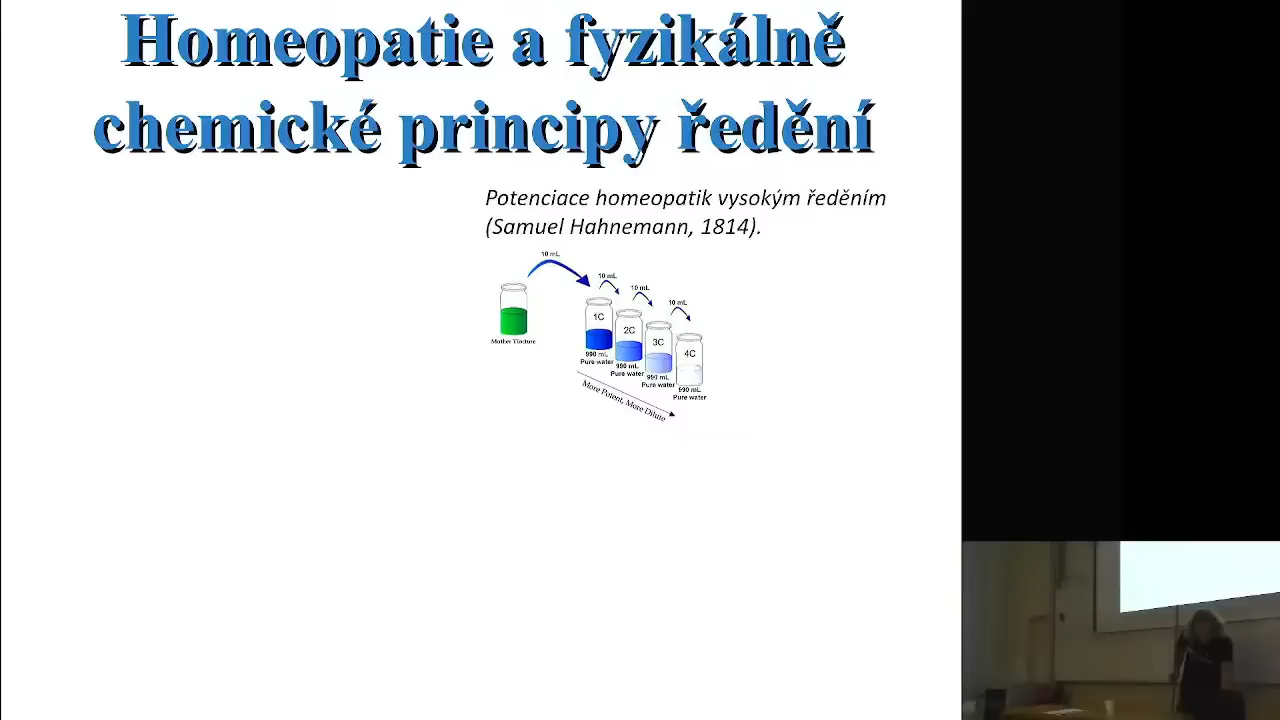 Homeopatie a fyzikálně
chemické principy ředění
Potenciace homeopatik vysokým ředěním
(Samuel Hahnemann, 1814).
10 mL
10 mL
10 mL
10 mL
1C
2C
3C
4C
Mother Tincture
990 mL
Pure water
990 mL
Pure water
990 mL
Pure water
990 mL
Pure water
More Potent, More Dilute